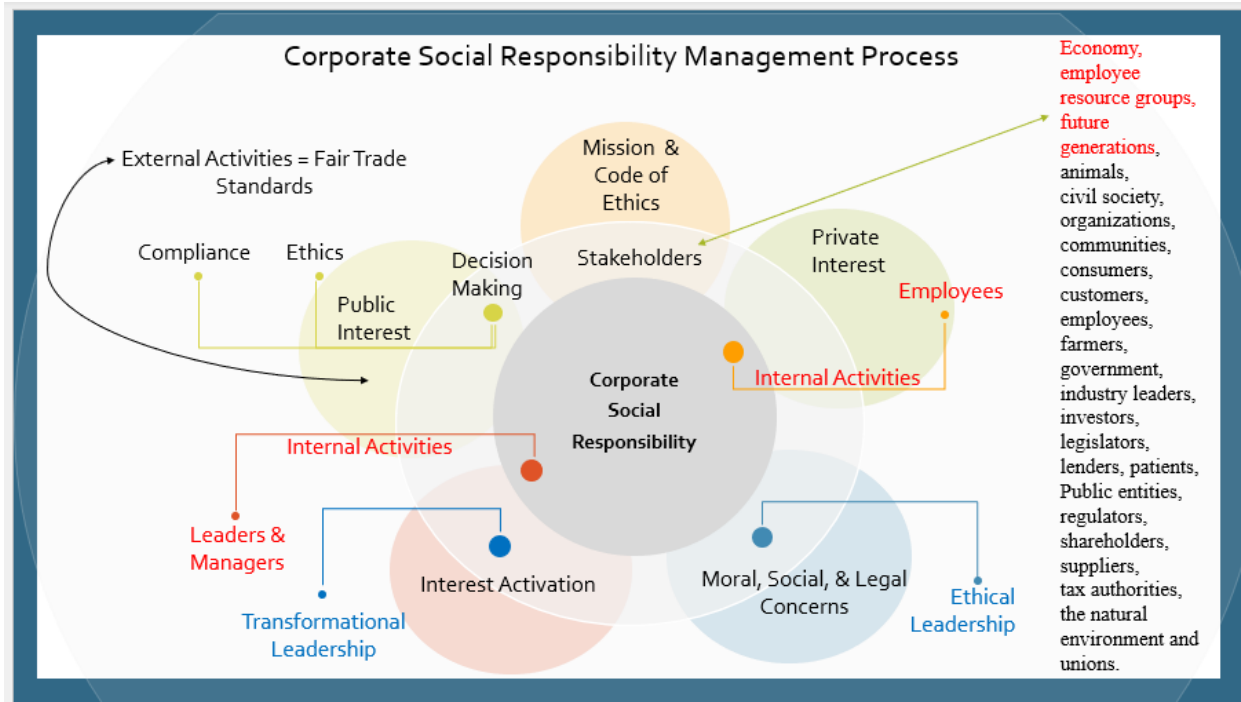 Corporate Social Responsibility Management Process
External Activities = Fair Trade
Standards
Compliance
Ethics
Decision
Making
Public
Interest
Mission &
Code of
Ethics
Stakeholders
Private
Interest
Employees
Internal Activities
Corporate
Social
Responsibility
Internal Activities
Leaders &
Managers
Transformational
Leadership
Interest Activation
Moral, Social, & Legal
Concerns
Ethical
Leadership
Economy,
employee
resource groups,
future
generations,
animals,
civil society,
organizations,
communities,
consumers,
customers,
employees,
farmers,
government,
industry leaders,
investors,
legislators,
lenders, patients,
Public entities,
regulators,
shareholders,
suppliers,
tax authorities,
the natural
environment and
unions.